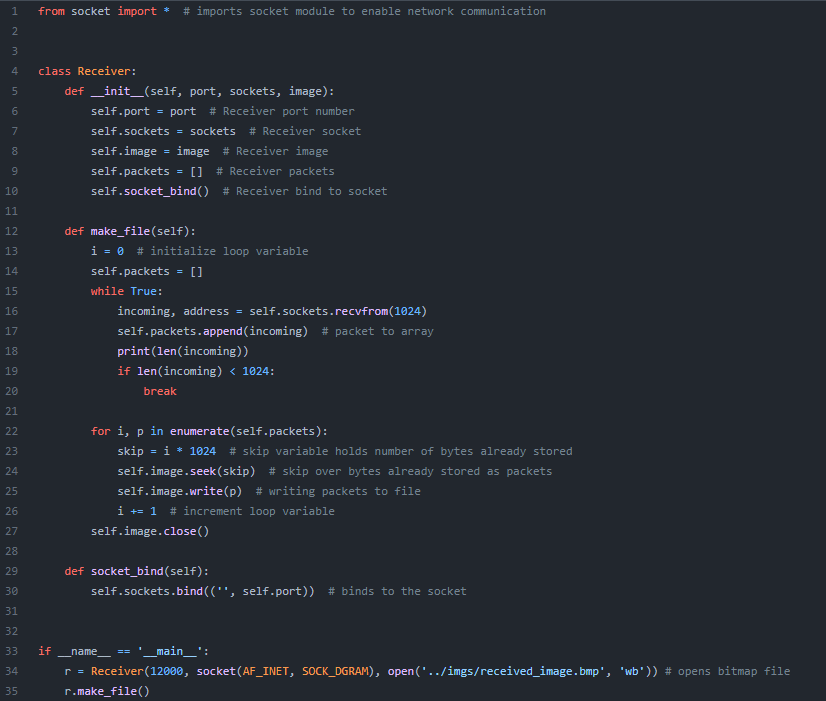 1 from socket import *  # imports socket module to enable network communication
2
3
4 class Receiver:
5     def __init__(self, port, sockets, image):
6         self.port = port  # Receiver port number
7         self.sockets = sockets  # Receiver socket
8         self.image = image  # Receiver image
9         self.packets = []  # Receiver packets
10         self.socket_bind()  # Receiver bind to socket
11
12     def make_file(self):
13         i = 0  # initialize loop variable
14         self.packets = []
15         while True:
16             incoming, address = self.sockets.recvfrom(1024)
17             self.packets.append(incoming)  # packet to array
18             print(len(incoming))
19             if len(incoming) < 1024:
20                 break
21
22         for i, p in enumerate(self.packets):
23             skip = i * 1024  # skip variable holds number of bytes already stored
24             self.image.seek(skip)  # skip over bytes already stored as packets
25             self.image.write(p)  # writing packets to file
26             i += 1  # increment loop variable
27         self.image.close()
28
29     def socket_bind(self):
30         self.sockets.bind(('', self.port))  # binds to the socket
31
32
33 if __name__ == '__main__':
34     r = Receiver(12000, socket(AF_INET, SOCK_DGRAM), open('../imgs/received_image.bmp', 'wb')) # opens bitmap file
35     r.make_file()